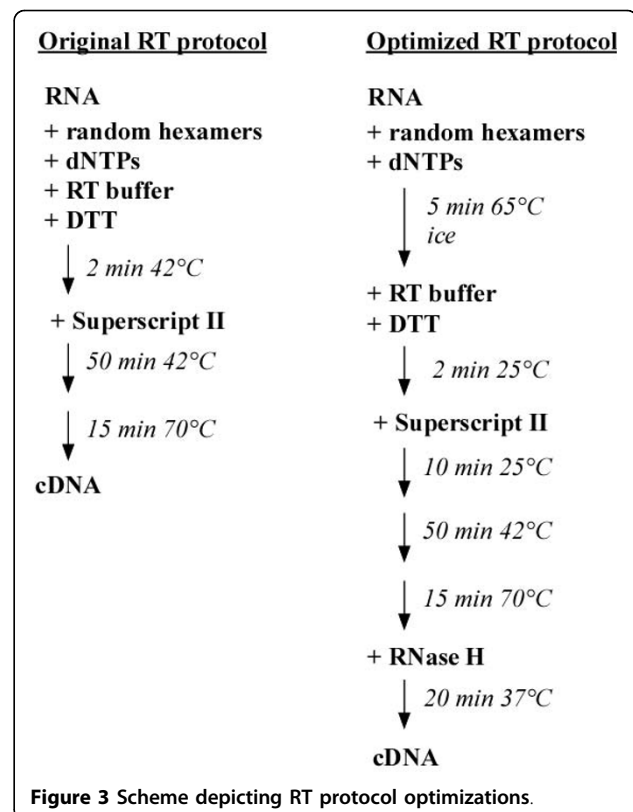 Original RT protocol
RNA
+ random hexamers
+ dNTPs
+ RT buffer
+ DTT
2 min 42°C
+ Superscript II
50 min 42°C
15 min 70°C
cDNA
Optimized RT protocol
RNA
+ random hexamers
+ dNTPs
5 min 65°C
ice
+ RT buffer
+ DTT
2 min 25°C
+ Superscript II
10 min 25°C
50 min 42°C
15 min 70°C
+ RNase H
20 min 37°C
cDNA
Figure 3 Scheme depicting RT protocol optimizations.